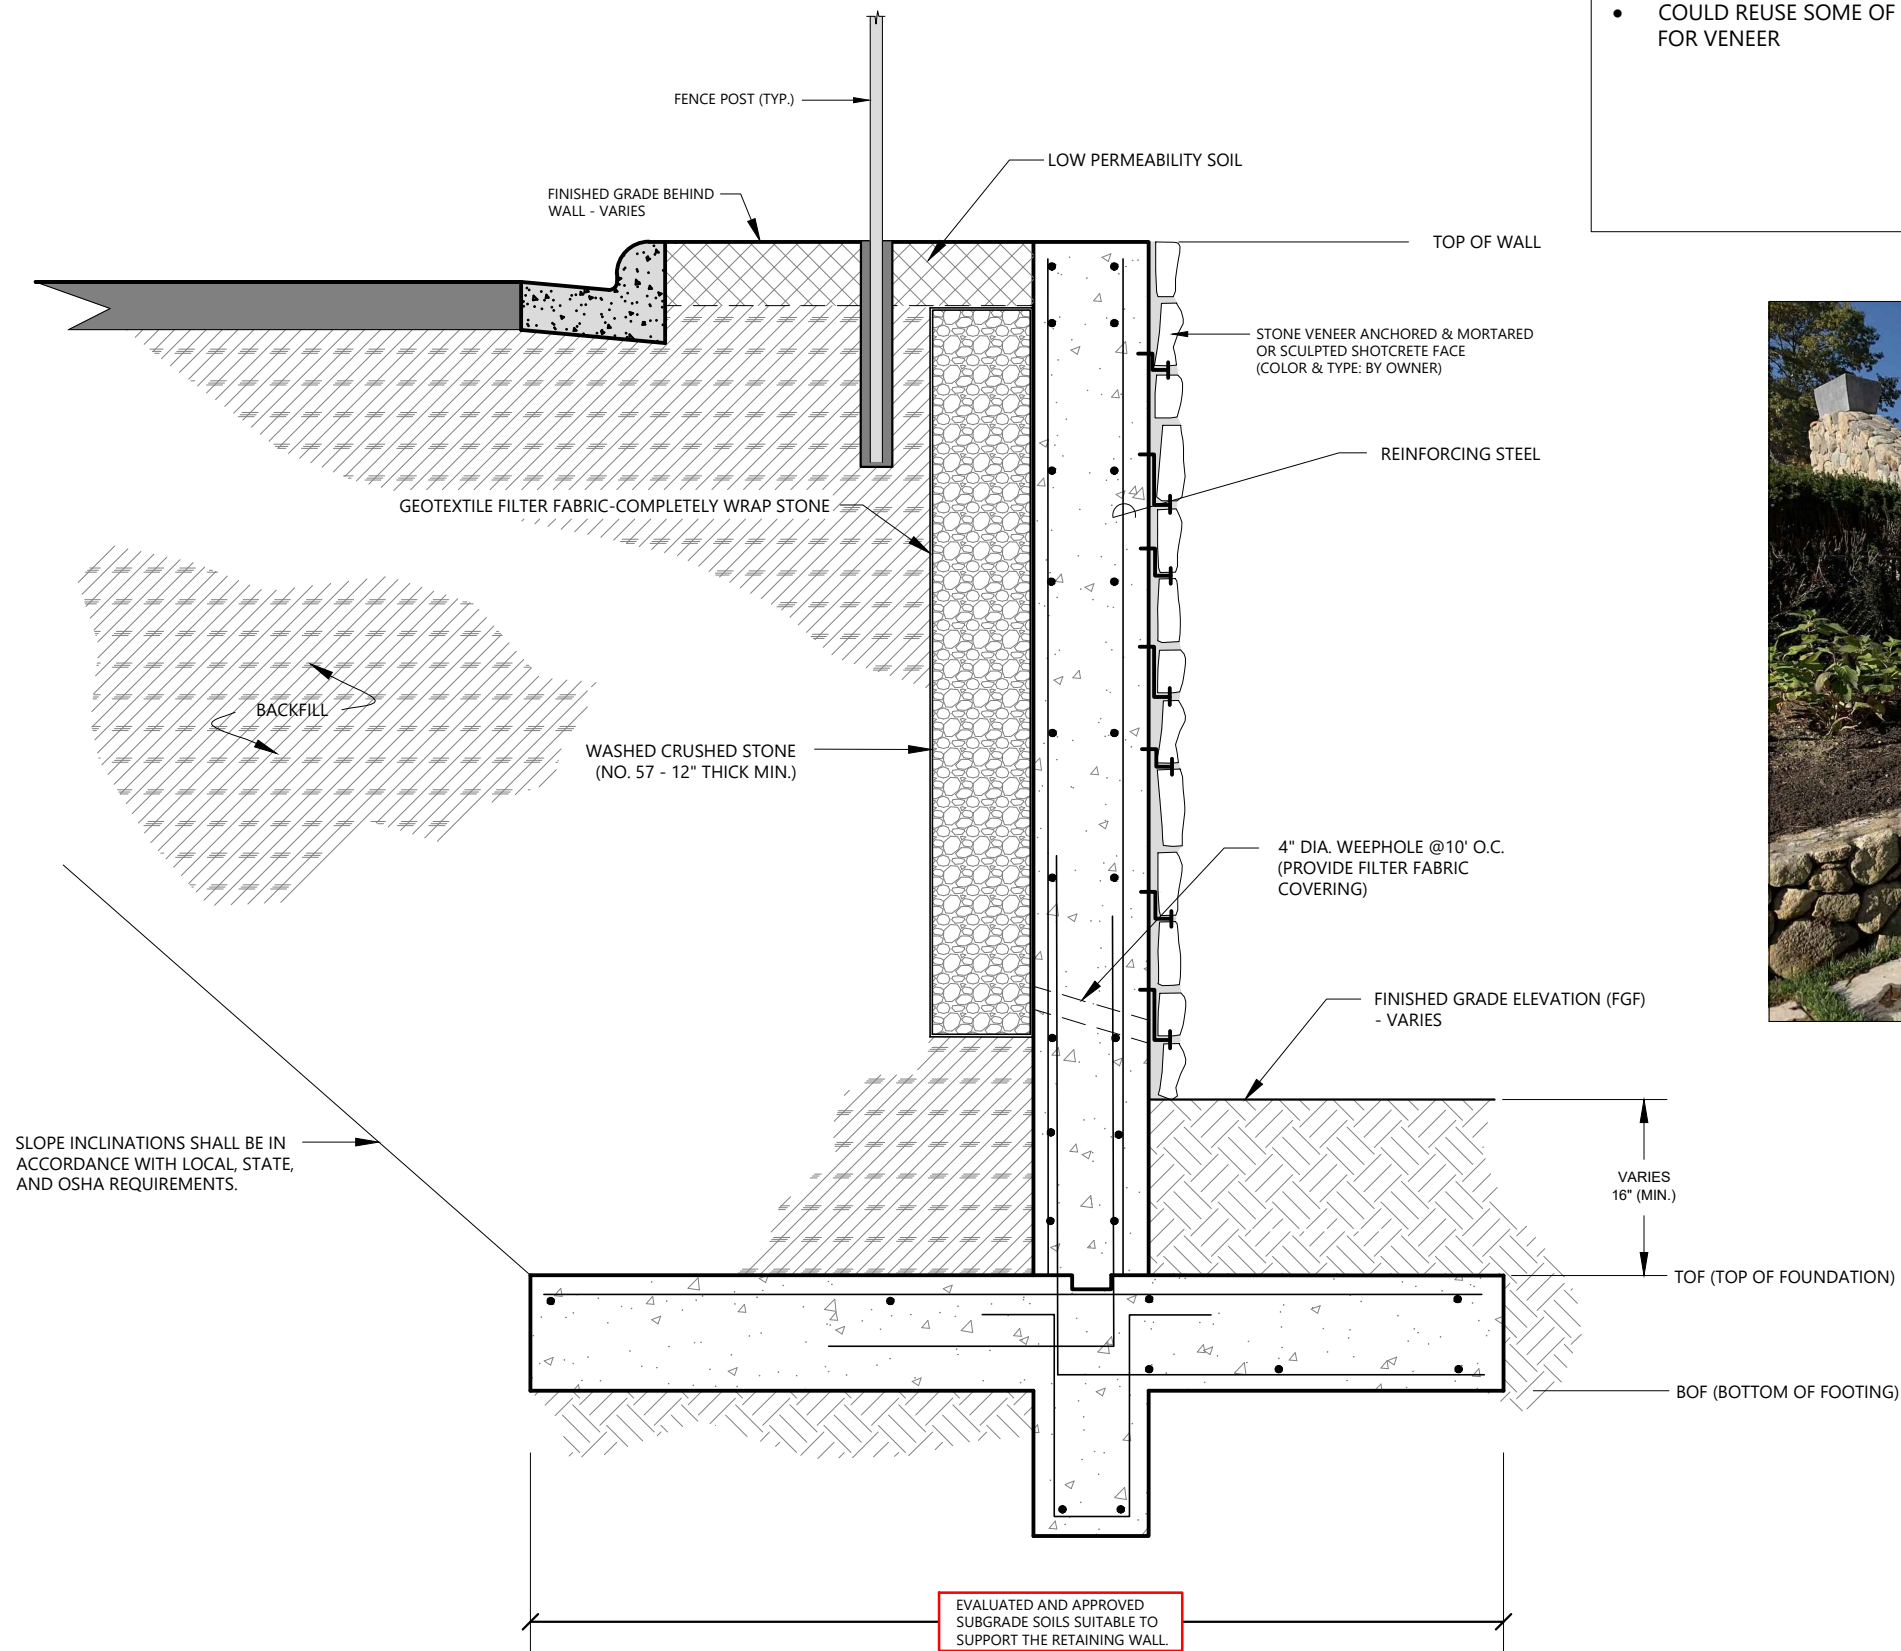 COULD REUSE SOME OF
FOR VENEER
FENCE POST (TYP.)
LOW PERMEABILITY SOIL
FINISHED GRADE BEHIND
WALL - VARIES
TOP OF WALL
STONE VENEER ANCHORED & MORTARED
OR SCULPTED SHOTCRETE FACE
(COLOR & TYPE: BY OWNER)
REINFORCING STEEL
GEOTEXTILE FILTER FABRIC-COMPLETELY WRAP STONE
BACKFILL
WASHED CRUSHED STONE
(NO. 57 - 12" THICK MIN.)
4" DIA. WEEPHOLE @10' O.C.
(PROVIDE FILTER FABRIC
COVERING)
FINISHED GRADE ELEVATION (FGF)
- VARIES
SLOPE INCLINATIONS SHALL BE IN
ACCORDANCE WITH LOCAL, STATE,
AND OSHA REQUIREMENTS.
VARIES
16" (MIN.)
TOF (TOP OF FOUNDATION)
BOF (BOTTOM OF FOOTING)
EVALUATED AND APPROVED
SUBGRADE SOILS SUITABLE TO
SUPPORT THE RETAINING WALL.